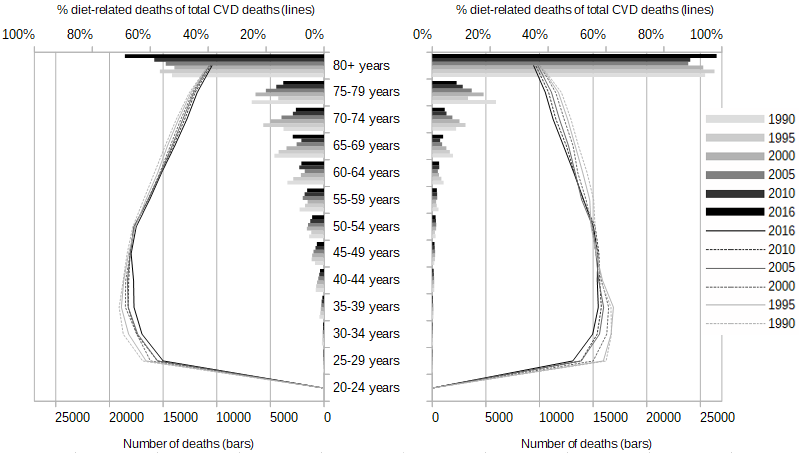 % diet-related deaths of total CVD deaths (lines)
% diet-related deaths of total CVD deaths (lines)
100% 80% 60% 40% 20% 0%
0% 20% 40% 60% 80% 100%
80+ years
75-79 years
70-74 years
65-69 years
60-64 years
55-59 years
50-54 years
45-49 years
40-44 years
35-39 years
30-34 years
25-29 years
20-24 years
1990
1995
2000
2005
2010
2016
2016
2010
2005
2000
1995
1990
25000 20000 15000 10000 5000 0
0 5000 10000 15000 20000 25000
Number of deaths (bars)
Number of deaths (bars)